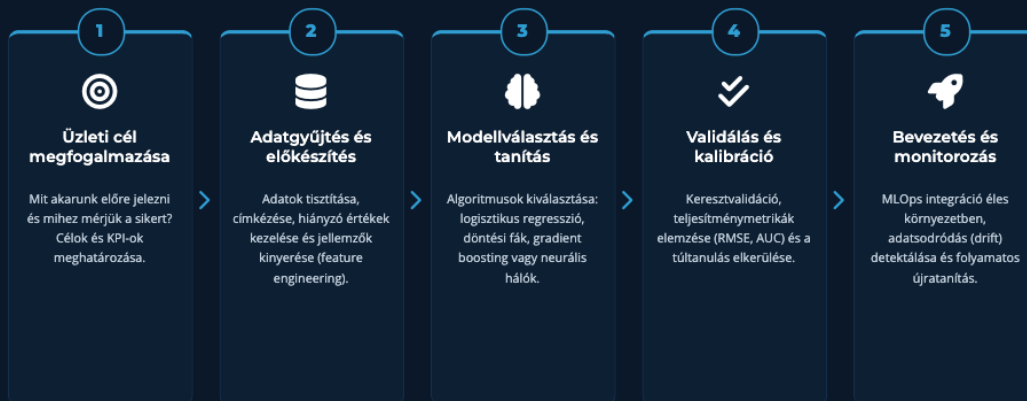 1
Üzleti cél
megfogalmazása
Mit akarunk előre jelezni
és mihez mérjük a sikert?
Célok és KPI-ok
meghatározása.
2
Adatgyűjtés és
előkészítés
Adatok tisztítása,
címkézése, hiányzó értékek
kezelése és jellemzők
kinyerése (feature
engineering).
3
Modellválasztás és
tanítás
Algoritmusok kiválasztása:
logisztikus regresszió,
döntési fák, gradient
boosting vagy neurális
hálók.
4
Validálás és
kalibráció
Keresztvalidáció,
teljesítménymetrikák
elemzése (RMSE, AUC) és a
túltanulás elkerülése.
5
Bevezetés és
monitorozás
MLOps integráció éles
környezetben,
adatsodródás (drift)
detektálása és folyamatos
újratanítás.